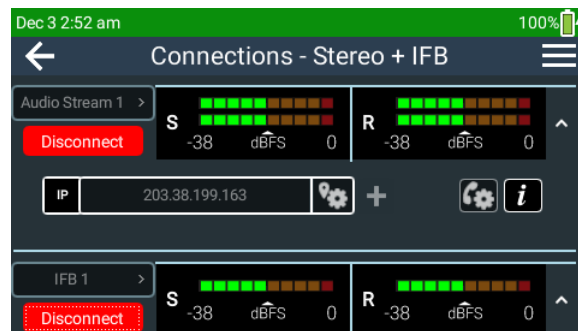 Dec 3 2:52 am 100%
Connections - Stereo + IFB
Audio Stream 1 >
Disconnect
S -38 dBFS 0
R -38 dBFS 0
IP 203.38.199.163 + i
IFB 1 >
Disconnect
S -38 dBFS 0
R -38 dBFS 0